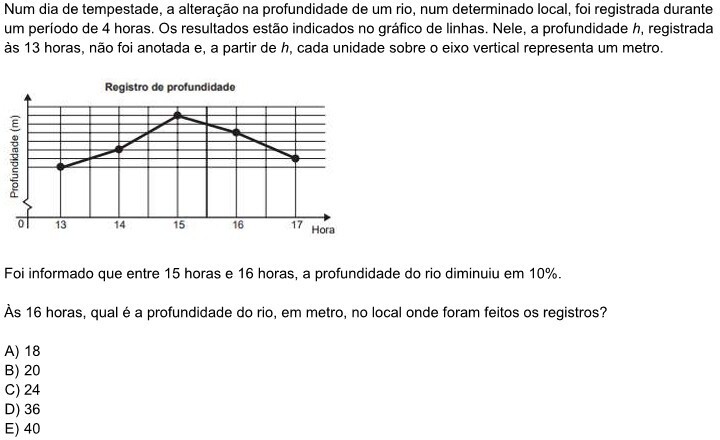 Num dia de tempestade, a alteração na profundidade de um rio, num determinado local, foi registrada durante
um período de 4 horas. Os resultados estão indicados no gráfico de linhas. Nele, a profundidade h, registrada
às 13 horas, não foi anotada e, a partir de h, cada unidade sobre o eixo vertical representa um metro.
Registro de profundidade
Profundidade (m)
0 13 14 15 16 17 Hora
Foi informado que entre 15 horas e 16 horas, a profundidade do rio diminuiu em 10%.
Às 16 horas, qual é a profundidade do rio, em metro, no local onde foram feitos os registros?
A) 18
B) 20
C) 24
D) 36
E) 40